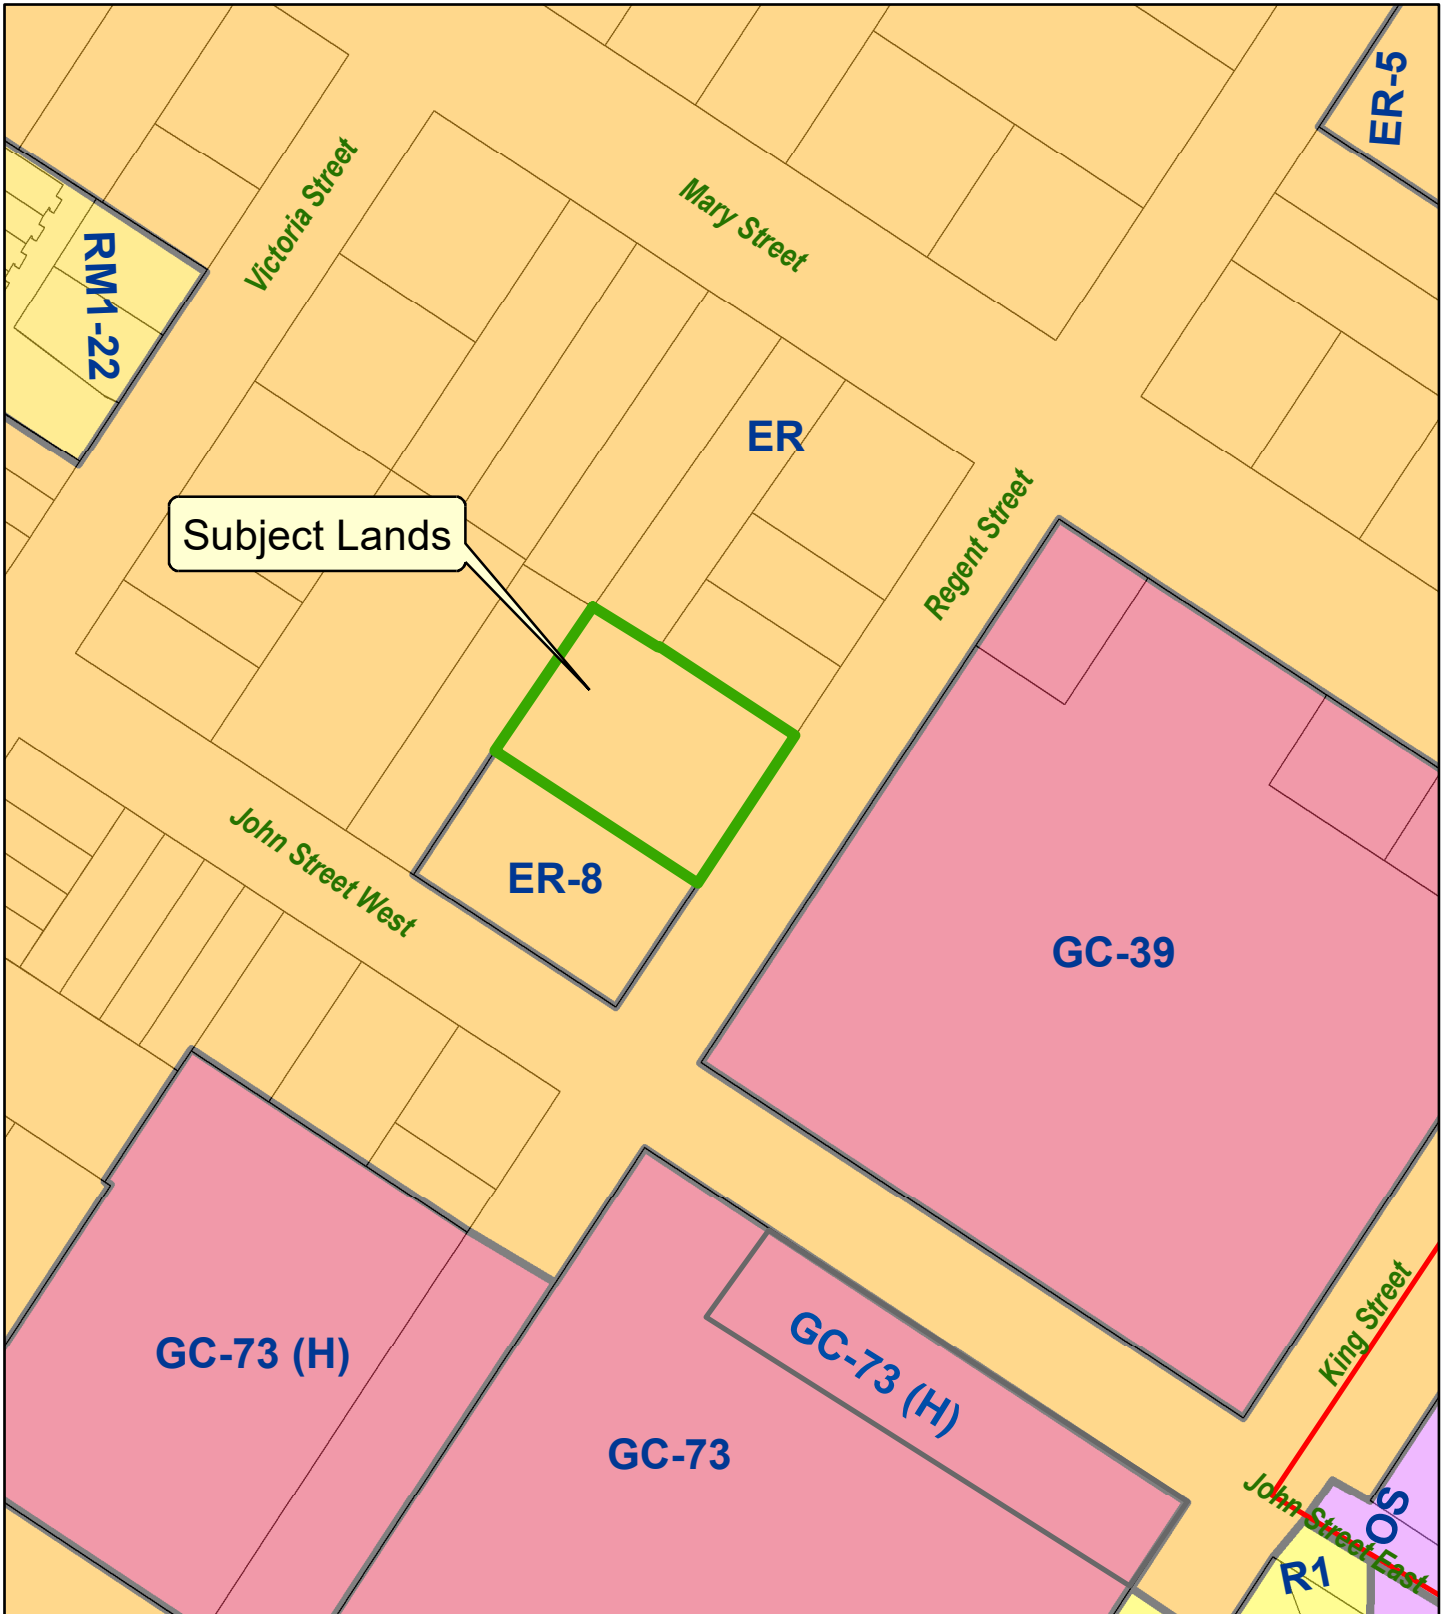 ER-5
Victoria Street
Mary Street
RM1-22
ER
Subject Lands
Regent Street
John Street West
ER-8
GC-39
King Street
GC-73 (H)
GC-73 (H)
GC-73
John Street East
OS
R1